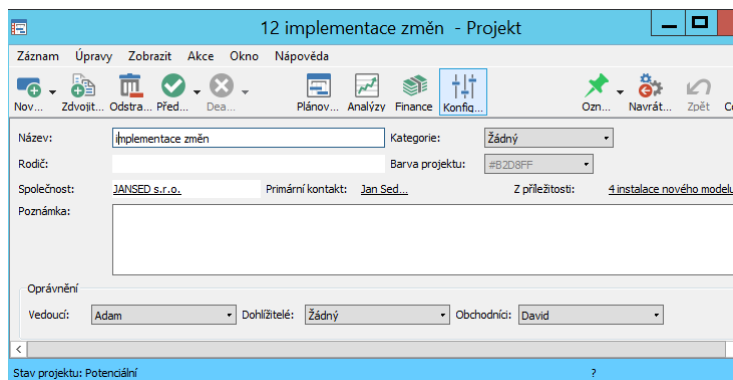 12 implementace změn - Projekt
Záznam Úpravy Zobrazit Akce Okno Nápověda
Nov... Zdvojit... Odstra... Před... Dea... Plánov... Analýzy Finance Konfig... Ozn... Navrát... Zpět
Název: implementace změn Kategorie: Žádný
Rodič: Barva projektu: #B2D8FF
Společnost: JANSED s.r.o. Primární kontakt: Jan Sed... Z příležitosti: 4 instalace nového modelu
Poznámka:
Oprávnění
Vedoucí: Adam Dohlížitelé: Žádný Obchodníci: David
Stav projektu: Potenciální ?